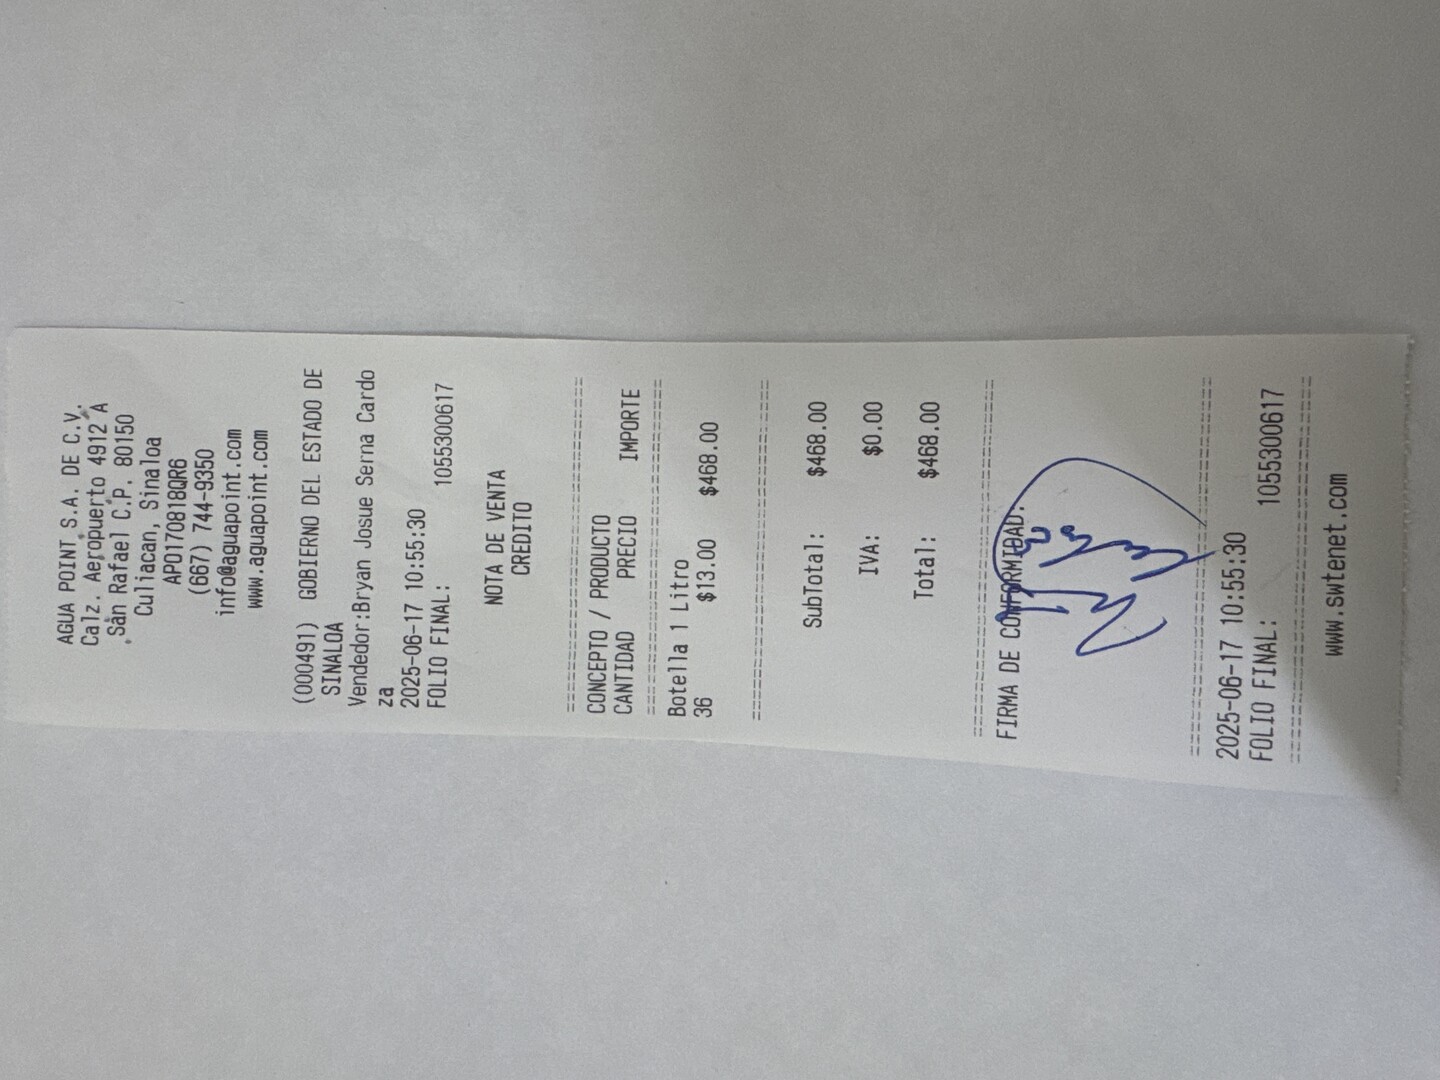 AGUA POINT S.A. DE C.V.
Calz. Aeropuerto 4912 A
San Rafael C.P. 80150
Culiacan, Sinaloa
APO170818QR6
(667) 744-9350
info@aguapoint.com
www.aguapoint.com
(000491) GOBIERNO DEL ESTADO DE
SINALOA
Vendedor:Bryan Josue Serna Cardo
za
2025-06-17 10:55:30
FOLIO FINAL: 1055300617
NOTA DE VENTA
CREDITO
CONCEPTO / PRODUCTO
CANTIDAD PRECIO IMPORTE
Botella 1 Litro
36 $13.00 $468.00
SubTotal: $468.00
IVA: $0.00
Total: $468.00
FIRMA DE CONFORMIDAD:
2025-06-17 10:55:30
FOLIO FINAL: 1055300617
www.swtenet.com